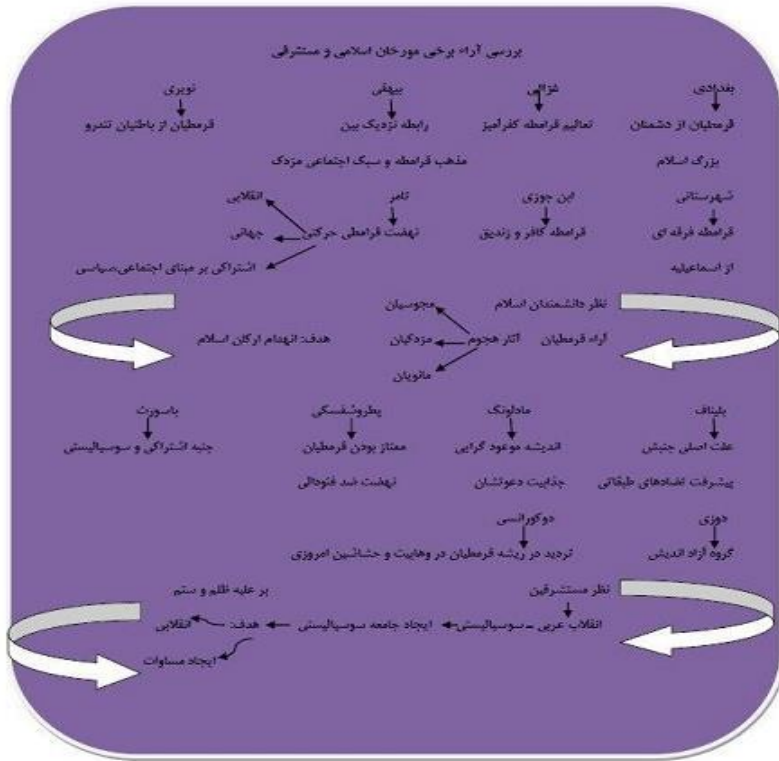 بررسی آراء برخی مورخان اسلامی و مستشرقی
بغدادی غزالی بیهقی نویری
قرمطیان از دشمنان تعالیم قرامطه کفرآمیز رابطه نزدیک بین قرمطیان از باطنیان تندرو
بزرگ اسلام مذهب قرامطه و سبک اجتماعی مزدک
شهرستانی ابن جوزی تامر انقلابی
قرامطه فرقه ای قرامطه کافر و زندیق نهضت قرامطی حرکتی جهانی
از اسماعیلیه اشتراکی بر مبنای اجتماعی،سیاسی
نظر دانشمندان اسلام مجوسیان
آراء قرمطیان آثار هجوم مزدکیان هدف: انهدام ارکان اسلام
مانویان
بلیناف مادلونگ پطروشفسکی باسورث
علت اصلی جنبش اندیشه موعود گرایی ممتاز بودن قرمطیان جنبه اشتراکی و سوسیالیستی
پیشرفت تضادهای طبقاتی جذابیت دعوتشان نهضت ضد فئودالی
دوزی دوکورانسی
گروه آزاد اندیش تردید در ریشه قرمطیان در وهابیت و حشاشین امروزی
نظر مستشرقین بر علیه ظلم و ستم
انقلاب عربی - سوسیالیستی ایجاد جامعه سوسیالیستی هدف: انقلابی
ایجاد مساوات